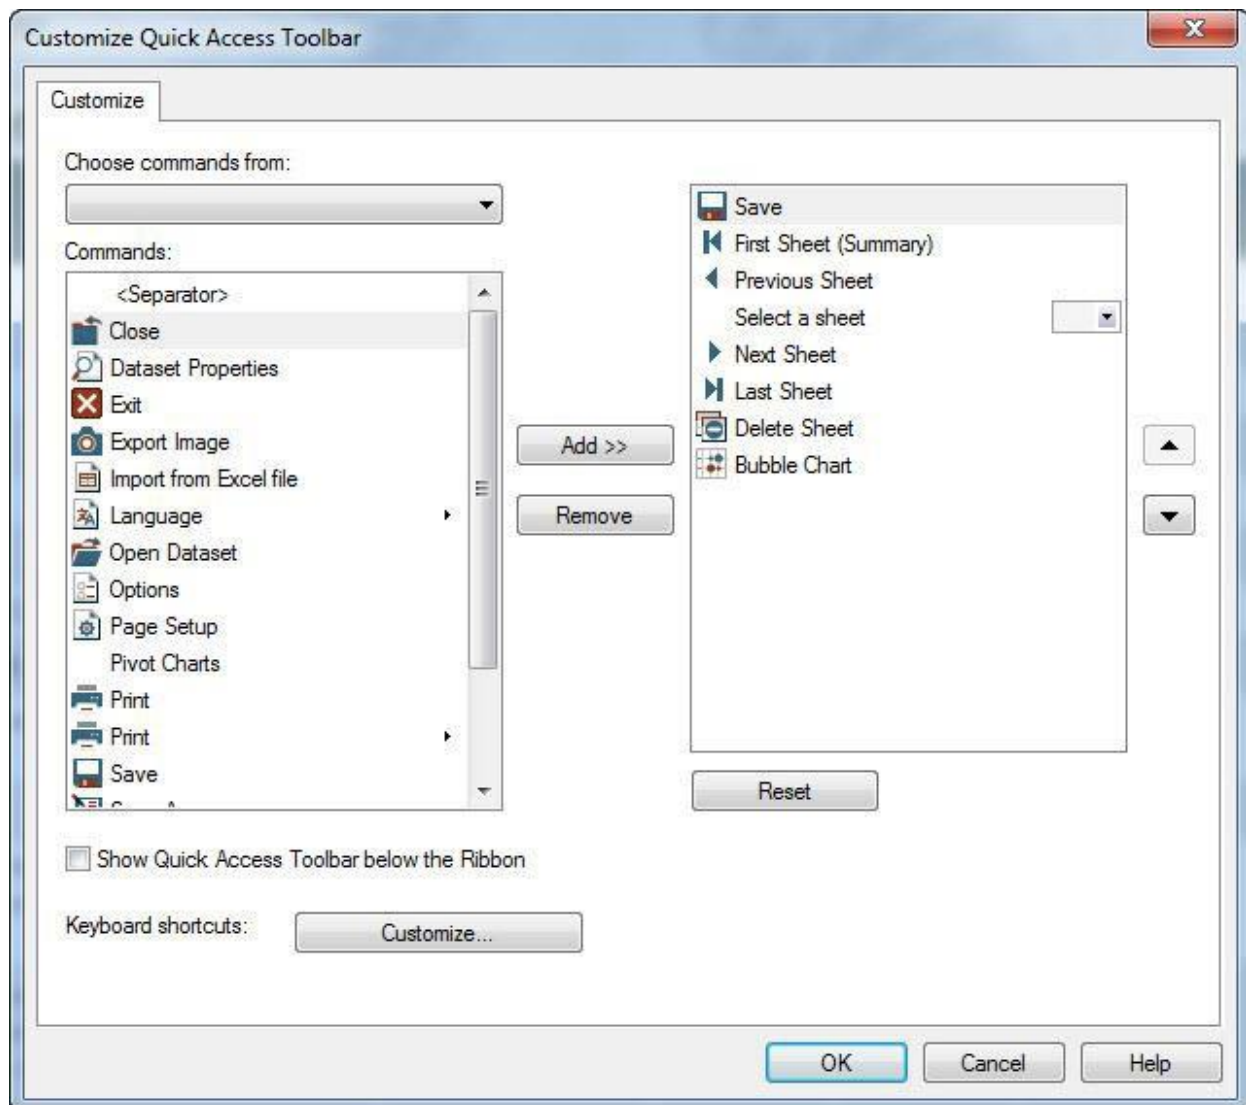 Customize Quick Access Toolbar
Customize
Choose commands from:
Commands:
<Separator>
Close
Dataset Properties
Exit
Export Image
Import from Excel file
Language
Open Dataset
Options
Page Setup
Pivot Charts
Print
Print
Save
Add >>
Remove
Save
First Sheet (Summary)
Previous Sheet
Select a sheet
Next Sheet
Last Sheet
Delete Sheet
Bubble Chart
Reset
Show Quick Access Toolbar below the Ribbon
Keyboard shortcuts:
Customize...
OK
Cancel
Help